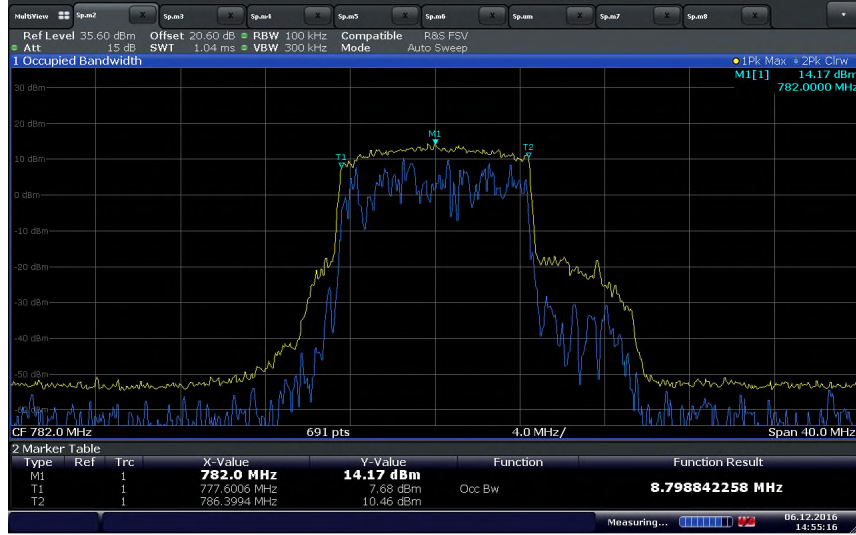 MultiView Sp.m2 X Sp.m3 X Sp.m4 X Sp.m5 X Sp.m6 X Sp.um X Sp.m7 X Sp.m8 X
Ref Level 35.60 dBm Offset 20.60 dB RBW 100 kHz Compatible R&S FSV
Att 15 dB SWT 1.04 ms VBW 300 kHz Mode Auto Sweep
1 Occupied Bandwidth 1Pk Max 2Pk Clrw
M1[1] 14.17 dBm
782.0000 MHz
30 dBm
20 dBm
M1
T1 T2
10 dBm
0 dBm
-10 dBm
-20 dBm
-30 dBm
-40 dBm
-50 dBm
-60 dBm
CF 782.0 MHz 691 pts 4.0 MHz/ Span 40.0 MHz
2 Marker Table
Type Ref Trc X-Value Y-Value Function Function Result
M1 1 782.0 MHz 14.17 dBm
T1 1 777.6006 MHz 7.68 dBm Occ Bw 8.798842258 MHz
T2 1 786.3994 MHz 10.46 dBm
Measuring... 06.12.2016
14:55:16